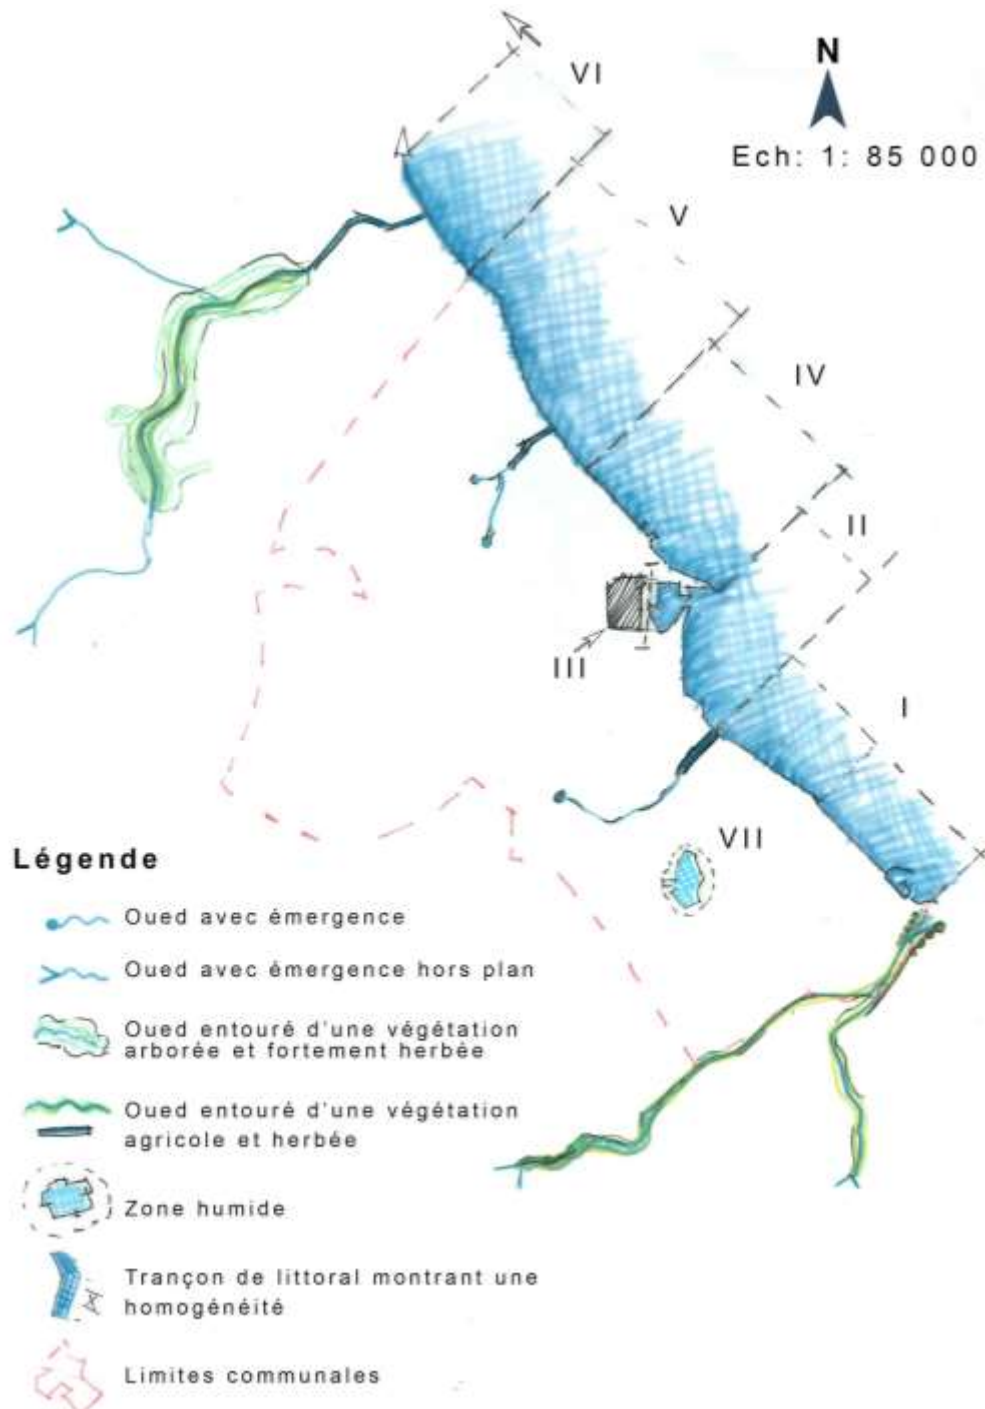 VI
N
Ech: 1: 85 000
V
IV
II
III
I
VII
Légende
Oued avec émergence
Oued avec émergence hors plan
Oued entouré d'une végétation
arborée et fortement herbée
Oued entouré d'une végétation
agricole et herbée
Zone humide
Trançon de littoral montrant une
homogénéité
Limites communales